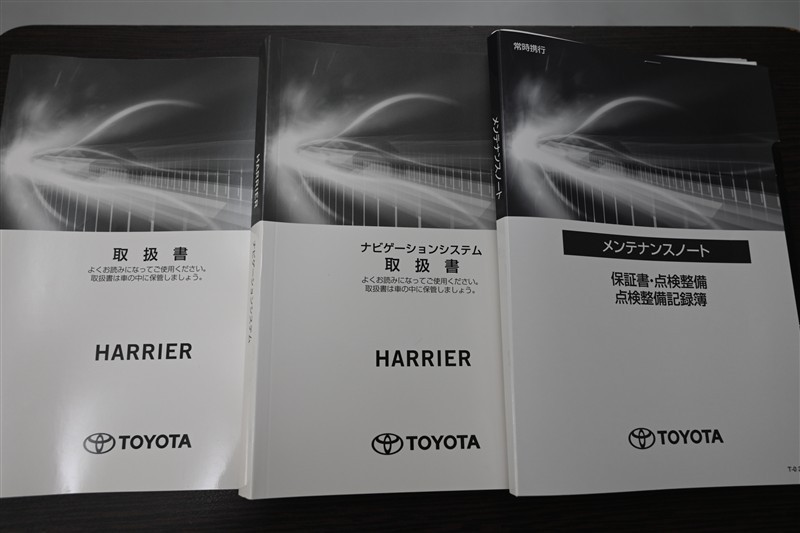 取扱書
よくお読みになってご使用ください。
取扱書は車の中に保管しましょう。
HARRIER
TOYOTA
HARRIER
ナビゲーションシステム
ナビゲーションシステム
取扱書
よくお読みになってご使用ください。
取扱書は車の中に保管しましょう。
HARRIER
TOYOTA
常時携行
メンテナンスノート
メンテナンスノート
保証書・点検整備
点検整備記録簿
TOYOTA